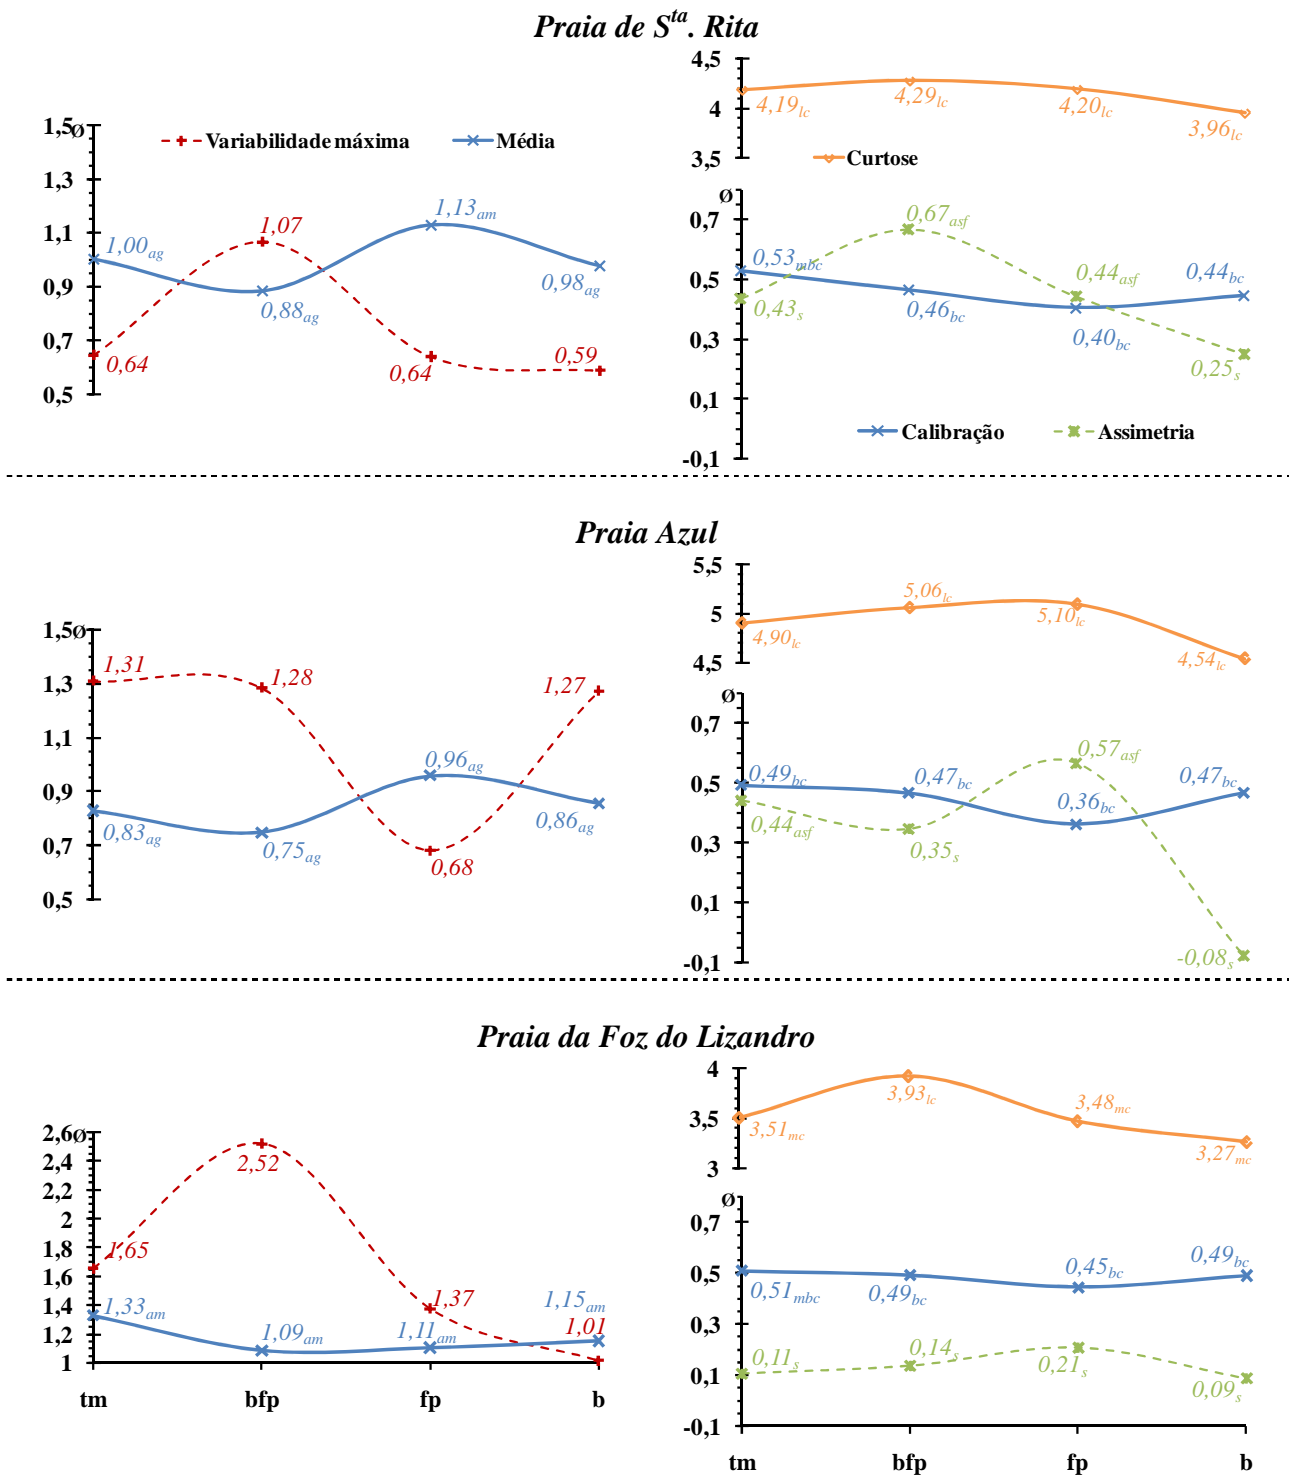 Praia de Sta. Rita
1,5 Ø
1,3
1,1
0,9
0,7
0,5
Variabilidade máxima
Média
1,00ag
0,88ag
1,13am
0,98ag
0,64
1,07
0,64
0,59
4,5
4
3,5
4,19lc
4,29lc
4,20lc
3,96lc
Curtose
Ø
0,7
0,5
0,3
0,1
-0,1
0,53mbc
0,46bc
0,40bc
0,44bc
0,43s
0,67asf
0,44asf
0,25s
Calibração
Assimetria
Praia Azul
1,5 Ø
1,3
1,1
0,9
0,7
0,5
1,31
1,28
0,68
1,27
0,83ag
0,75ag
0,96ag
0,86ag
5,5
5
4,5
4,90lc
5,06lc
5,10lc
4,54lc
Ø
0,7
0,5
0,3
0,1
-0,1
0,49bc
0,47bc
0,36bc
0,47bc
0,44asf
0,35s
0,57asf
-0,08s
Praia da Foz do Lizandro
2,6 Ø
2,4
2,2
2
1,8
1,6
1,4
1,2
1
1,65
2,52
1,37
1,01
1,33am
1,09am
1,11am
1,15am
tm bfp fp b
4
3,5
3
3,51mc
3,93lc
3,48mc
3,27mc
Ø
0,7
0,5
0,3
0,1
-0,1
0,51mbc
0,49bc
0,45bc
0,49bc
0,11s
0,14s
0,21s
0,09s
tm bfp fp b